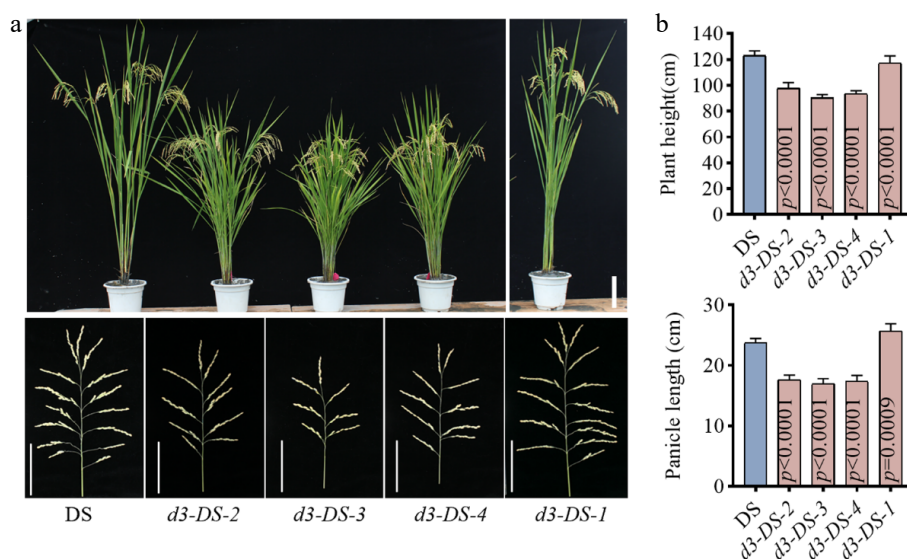 a
DS
d3-DS-2
d3-DS-3
d3-DS-4
d3-DS-1
b
Plant height(cm)
140
120
100
80
60
40
20
0
p<0.0001
p<0.0001
p<0.0001
p<0.0001
DS
d3-DS-2
d3-DS-3
d3-DS-4
d3-DS-1
Panicle length (cm)
30
20
10
0
p<0.0001
p<0.0001
p<0.0001
p=0.0009
DS
d3-DS-2
d3-DS-3
d3-DS-4
d3-DS-1